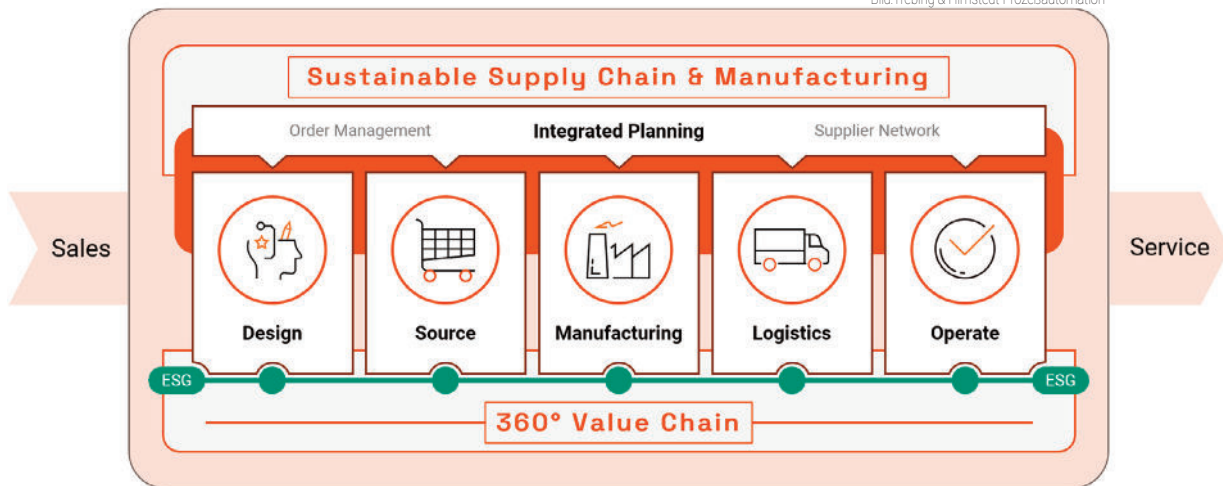 Sustainable Supply Chain & Manufacturing
Order Management Integrated Planning Supplier Network
Sales
Service
Design Source Manufacturing Logistics Operate
ESG ESG
360° Value Chain